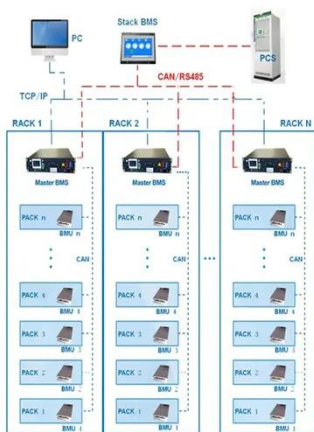 PC
Stack BMS
PCS
CAN/RS485
TCP/IP
RACK 1
RACK 2
RACK N
Master BMS
Master BMS
Master BMS
PACK n
BMU n
PACK n
BMU n
PACK n
BMU n
CAN
CAN
CAN
PACK 4
BMU 4
PACK 4
BMU 4
PACK 4
BMU 4
PACK 3
BMU 3
PACK 3
BMU 3
PACK 3
BMU 3
PACK 2
BMU 2
PACK 2
BMU 2
PACK 2
BMU 2
PACK 1
BMU 1
PACK 1
BMU 1
PACK 1
BMU 1